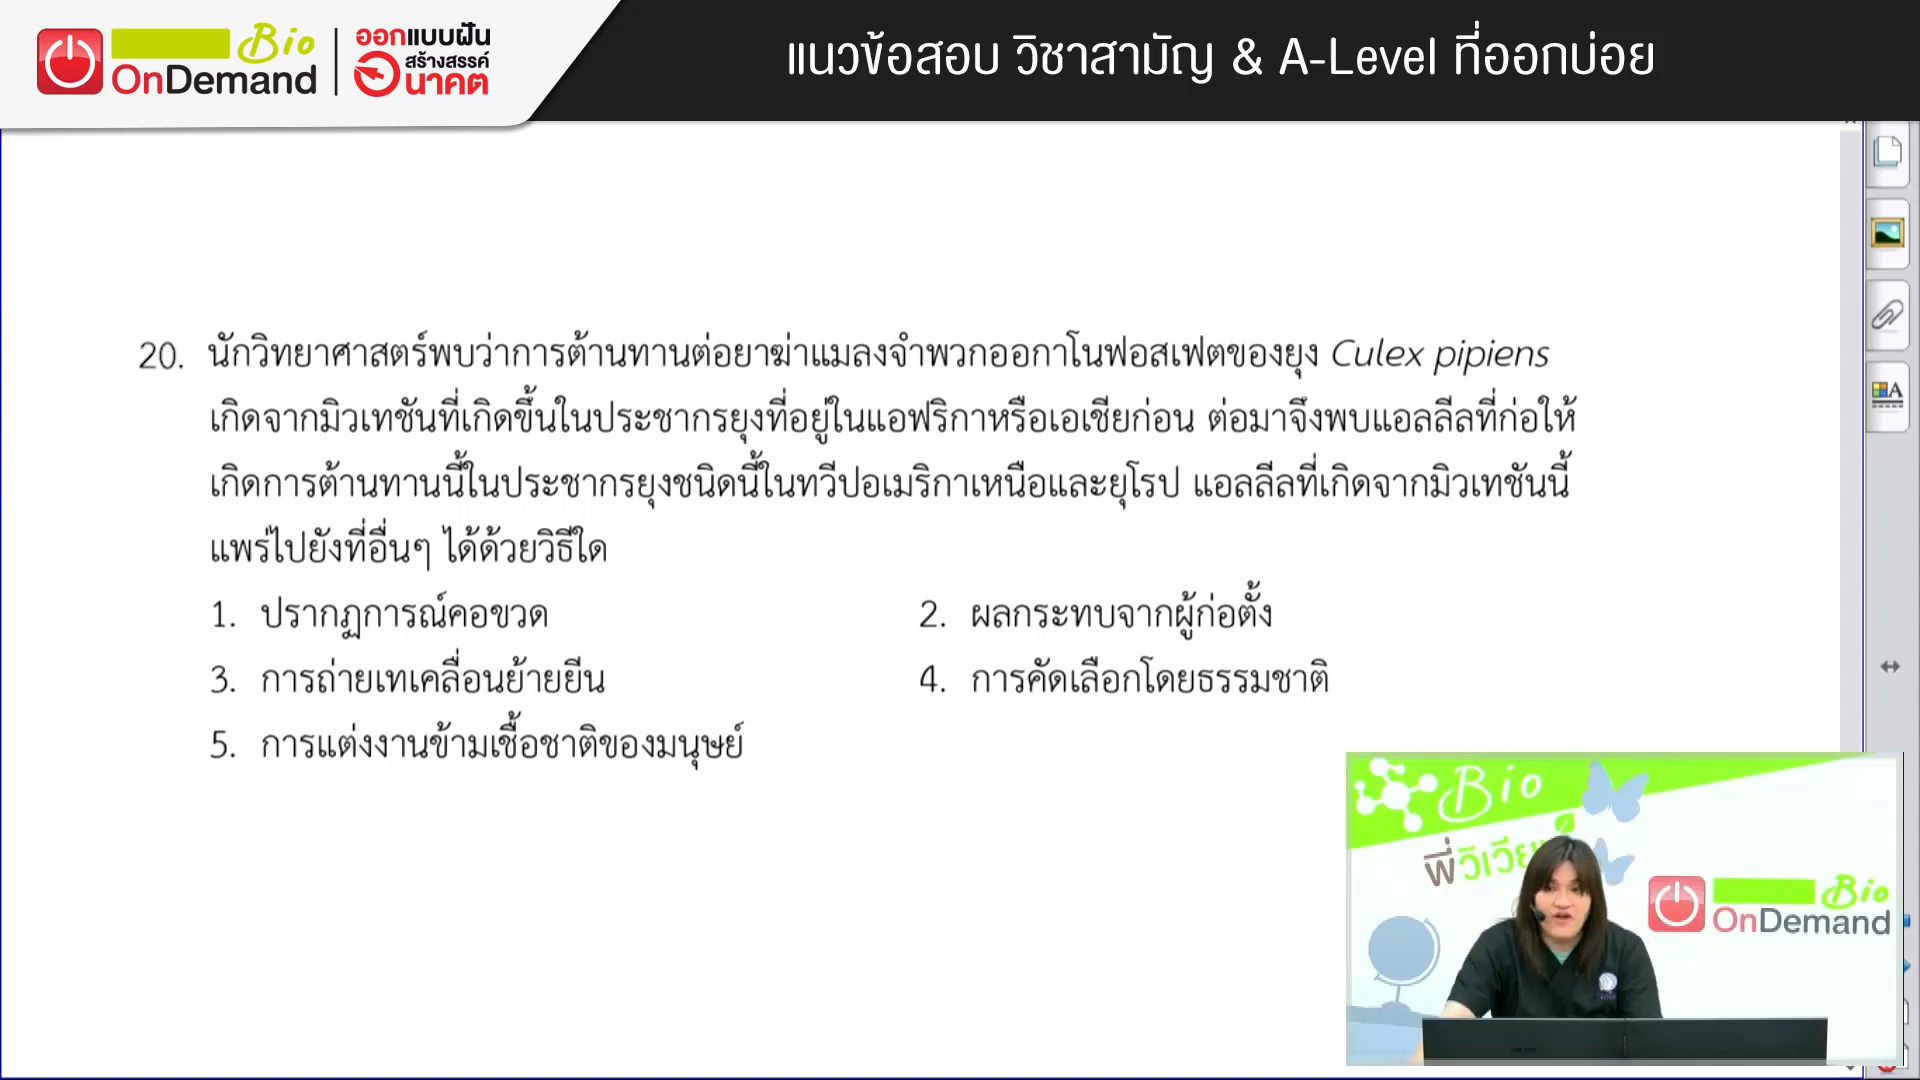 Bio
OnDemand
ออกแบบฝัน
สร้างสรรค์
อนาคต
แนวข้อสอบ วิชาสามัญ & A-Level ที่ออกบ่อย
20. นักวิทยาศาสตร์พบว่าการต้านทานต่อยาฆ่าแมลงจำพวกออกาโนฟอสเฟตของยุง Culex pipiens
เกิดจากมิวเทชันที่เกิดขึ้นในประชากรยุงที่อยู่ในแอฟริกาหรือเอเชียก่อน ต่อมาจึงพบแอลลีลที่ก่อให้
เกิดการต้านทานนี้ในประชากรยุงชนิดนี้ในทวีปอเมริกาเหนือและยุโรป แอลลีลที่เกิดจากมิวเทชันนี้
แพร่ไปยังที่อื่นๆ ได้ด้วยวิธีใด
1. ปรากฏการณ์คอขวด
2. ผลกระทบจากผู้ก่อตั้ง
3. การถ่ายเทเคลื่อนย้ายยีน
4. การคัดเลือกโดยธรรมชาติ
5. การแต่งงานข้ามเชื้อชาติของมนุษย์
Bio
พี่วิเวีย
Bio
OnDemand